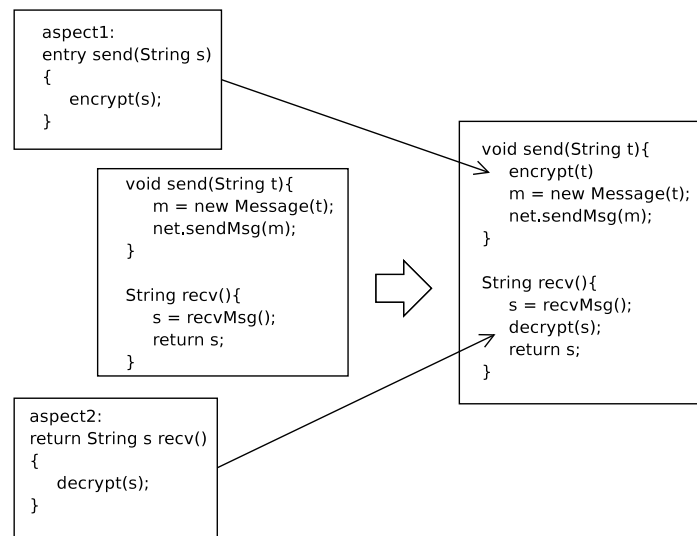 aspect1:
entry send(String s)
{
encrypt(s);
}
void send(String t){
m = new Message(t);
net.sendMsg(m);
}
String recv(){
s = recvMsg();
return s;
}
aspect2:
return String s recv()
{
decrypt(s);
}
void send(String t){
encrypt(t)
m = new Message(t);
net.sendMsg(m);
}
String recv(){
s = recvMsg();
decrypt(s);
return s;
}